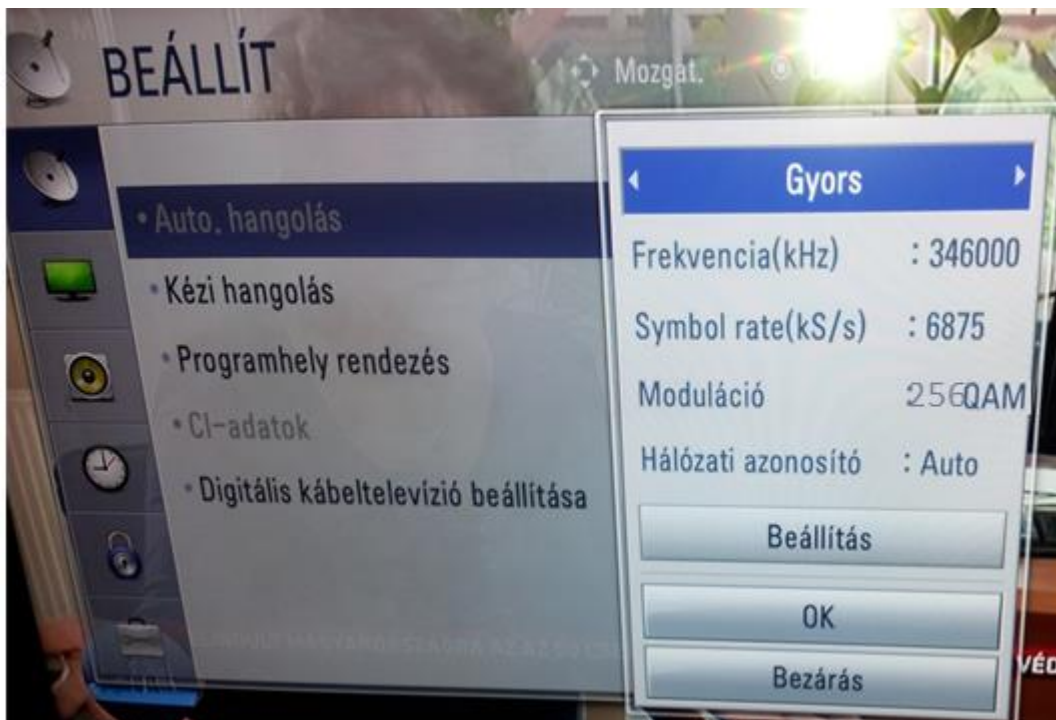 BEÁLLÍT
Mozgat.
Auto. hangolás
Kézi hangolás
Programhely rendezés
CI-adatok
Digitális kábeltelevízió beállítása
Gyors
Frekvencia(kHz) : 346000
Symbol rate(kS/s) : 6875
Moduláció 256QAM
Hálózati azonosító : Auto
Beállítás
OK
Bezárás
VÉD